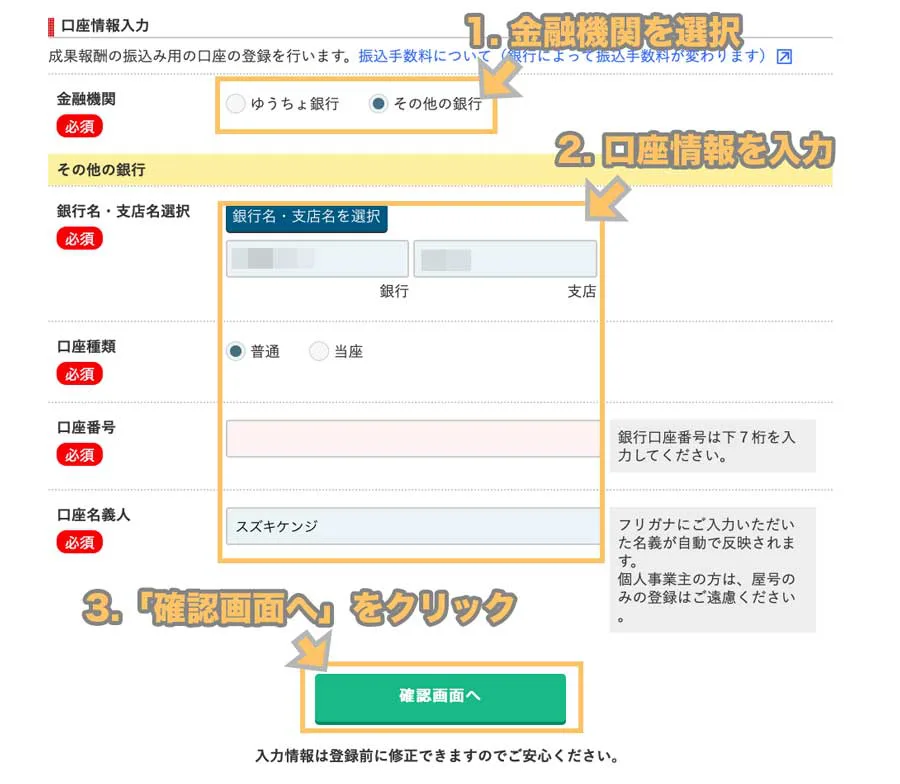 口座情報入力
1. 金融機関を選択
成果報酬の振込み用の口座の登録を行います。振込手数料について（銀行によって振込手数料が変わります）
金融機関
必須
ゆうちょ銀行
その他の銀行
2. 口座情報を入力
その他の銀行
銀行名・支店名選択
必須
銀行名・支店名を選択
銀行
支店
口座種類
必須
普通
当座
口座番号
必須
銀行口座番号は下７桁を入
力してください。
口座名義人
必須
スズキケンジ
フリガナにご入力いただい
た名義が自動で反映されま
す。
個人事業主の方は、屋号の
みの登録はご遠慮ください
。
3.「確認画面へ」をクリック
確認画面へ
入力情報は登録前に修正できますのでご安心ください。